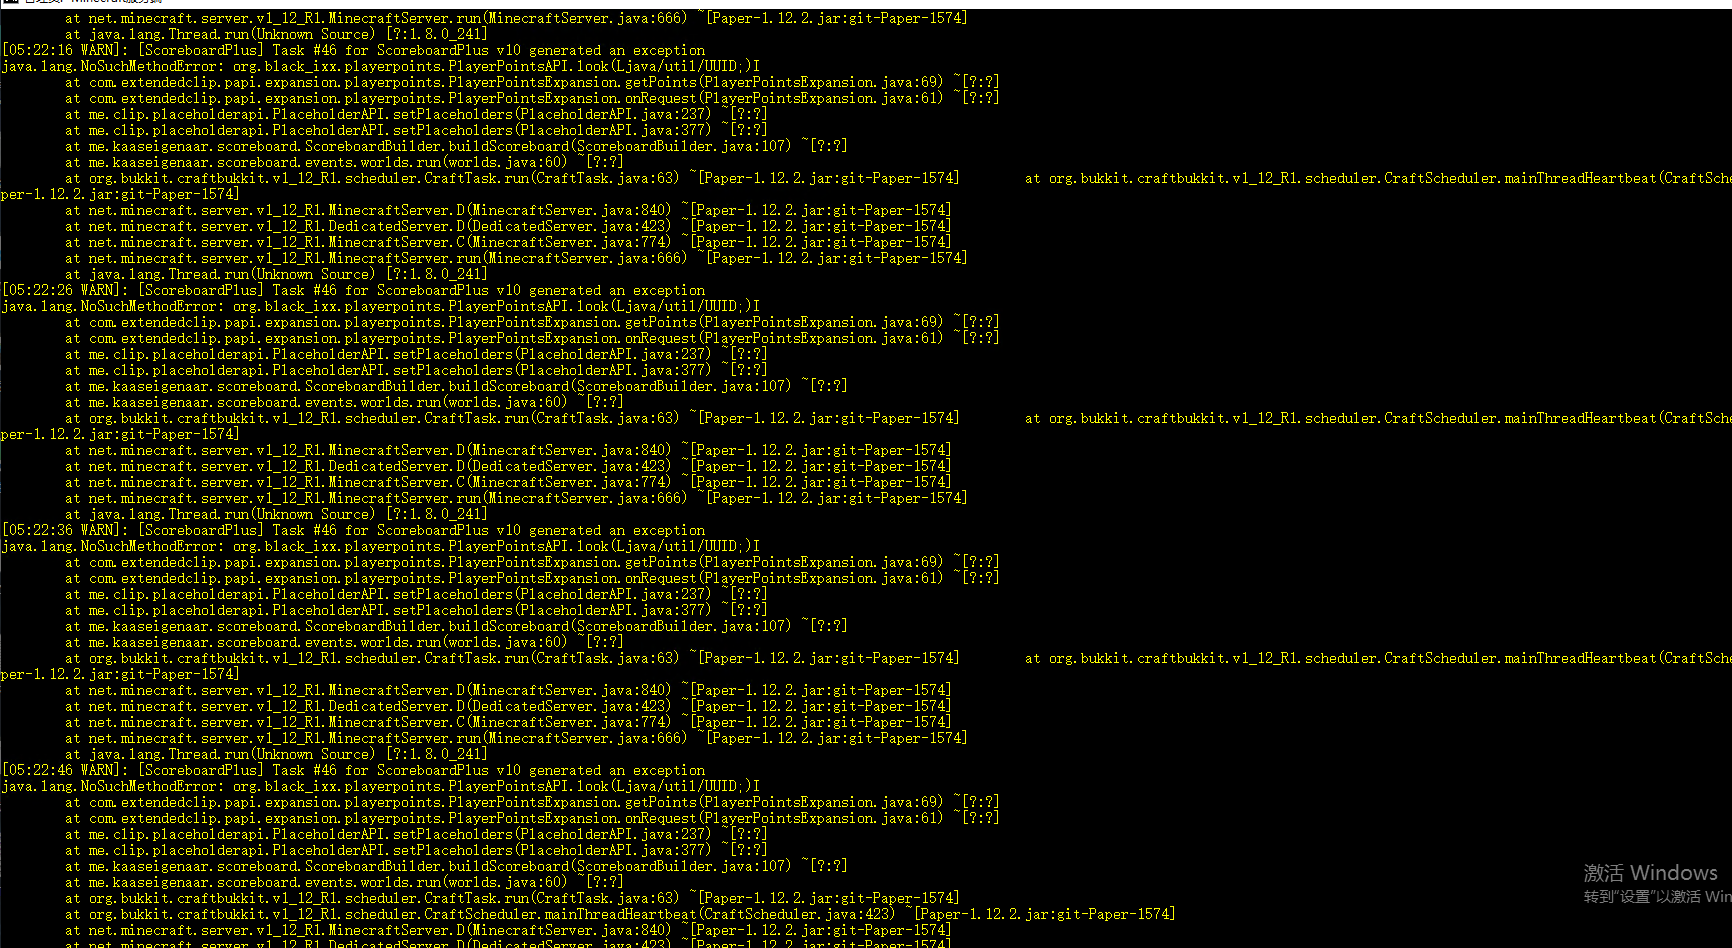 Minecraft服务端
        at net.minecraft.server.v1_12_R1.MinecraftServer.run(MinecraftServer.java:666) ~[Paper-1.12.2.jar:git-Paper-1574]
        at java.lang.Thread.run(Unknown Source) [?:1.8.0_241]
[05:22:16 WARN]: [ScoreboardPlus] Task #46 for ScoreboardPlus v10 generated an exception
java.lang.NoSuchMethodError: org.black_ixx.playerpoints.PlayerPointsAPI.look(Ljava/util/UUID;)I
        at com.extendedclip.papi.expansion.playerpoints.PlayerPointsExpansion.getPoints(PlayerPointsExpansion.java:69) ~[?:?]
        at com.extendedclip.papi.expansion.playerpoints.PlayerPointsExpansion.onRequest(PlayerPointsExpansion.java:61) ~[?:?]
        at me.clip.placeholderapi.PlaceholderAPI.setPlaceholders(PlaceholderAPI.java:237) ~[?:?]
        at me.clip.placeholderapi.PlaceholderAPI.setPlaceholders(PlaceholderAPI.java:377) ~[?:?]
        at me.kaaseigenaar.scoreboard.ScoreboardBuilder.buildScoreboard(ScoreboardBuilder.java:107) ~[?:?]
        at me.kaaseigenaar.scoreboard.events.worlds.run(worlds.java:60) ~[?:?]
        at org.bukkit.craftbukkit.v1_12_R1.scheduler.CraftTask.run(CraftTask.java:63) ~[Paper-1.12.2.jar:git-Paper-1574]        at org.bukkit.craftbukkit.v1_12_R1.scheduler.CraftScheduler.mainThreadHeartbeat(CraftSche
per-1.12.2.jar:git-Paper-1574]
        at net.minecraft.server.v1_12_R1.MinecraftServer.D(MinecraftServer.java:840) ~[Paper-1.12.2.jar:git-Paper-1574]
        at net.minecraft.server.v1_12_R1.DedicatedServer.D(DedicatedServer.java:423) ~[Paper-1.12.2.jar:git-Paper-1574]
        at net.minecraft.server.v1_12_R1.MinecraftServer.C(MinecraftServer.java:774) ~[Paper-1.12.2.jar:git-Paper-1574]
        at net.minecraft.server.v1_12_R1.MinecraftServer.run(MinecraftServer.java:666) ~[Paper-1.12.2.jar:git-Paper-1574]
        at java.lang.Thread.run(Unknown Source) [?:1.8.0_241]
[05:22:26 WARN]: [ScoreboardPlus] Task #46 for ScoreboardPlus v10 generated an exception
java.lang.NoSuchMethodError: org.black_ixx.playerpoints.PlayerPointsAPI.look(Ljava/util/UUID;)I
        at com.extendedclip.papi.expansion.playerpoints.PlayerPointsExpansion.getPoints(PlayerPointsExpansion.java:69) ~[?:?]
        at com.extendedclip.papi.expansion.playerpoints.PlayerPointsExpansion.onRequest(PlayerPointsExpansion.java:61) ~[?:?]
        at me.clip.placeholderapi.PlaceholderAPI.setPlaceholders(PlaceholderAPI.java:237) ~[?:?]
        at me.clip.placeholderapi.PlaceholderAPI.setPlaceholders(PlaceholderAPI.java:377) ~[?:?]
        at me.kaaseigenaar.scoreboard.ScoreboardBuilder.buildScoreboard(ScoreboardBuilder.java:107) ~[?:?]
        at me.kaaseigenaar.scoreboard.events.worlds.run(worlds.java:60) ~[?:?]
        at org.bukkit.craftbukkit.v1_12_R1.scheduler.CraftTask.run(CraftTask.java:63) ~[Paper-1.12.2.jar:git-Paper-1574]        at org.bukkit.craftbukkit.v1_12_R1.scheduler.CraftScheduler.mainThreadHeartbeat(CraftSche
per-1.12.2.jar:git-Paper-1574]
        at net.minecraft.server.v1_12_R1.MinecraftServer.D(MinecraftServer.java:840) ~[Paper-1.12.2.jar:git-Paper-1574]
        at net.minecraft.server.v1_12_R1.DedicatedServer.D(DedicatedServer.java:423) ~[Paper-1.12.2.jar:git-Paper-1574]
        at net.minecraft.server.v1_12_R1.MinecraftServer.C(MinecraftServer.java:774) ~[Paper-1.12.2.jar:git-Paper-1574]
        at net.minecraft.server.v1_12_R1.MinecraftServer.run(MinecraftServer.java:666) ~[Paper-1.12.2.jar:git-Paper-1574]
        at java.lang.Thread.run(Unknown Source) [?:1.8.0_241]
[05:22:36 WARN]: [ScoreboardPlus] Task #46 for ScoreboardPlus v10 generated an exception
java.lang.NoSuchMethodError: org.black_ixx.playerpoints.PlayerPointsAPI.look(Ljava/util/UUID;)I
        at com.extendedclip.papi.expansion.playerpoints.PlayerPointsExpansion.getPoints(PlayerPointsExpansion.java:69) ~[?:?]
        at com.extendedclip.papi.expansion.playerpoints.PlayerPointsExpansion.onRequest(PlayerPointsExpansion.java:61) ~[?:?]
        at me.clip.placeholderapi.PlaceholderAPI.setPlaceholders(PlaceholderAPI.java:237) ~[?:?]
        at me.clip.placeholderapi.PlaceholderAPI.setPlaceholders(PlaceholderAPI.java:377) ~[?:?]
        at me.kaaseigenaar.scoreboard.ScoreboardBuilder.buildScoreboard(ScoreboardBuilder.java:107) ~[?:?]
        at me.kaaseigenaar.scoreboard.events.worlds.run(worlds.java:60) ~[?:?]
        at org.bukkit.craftbukkit.v1_12_R1.scheduler.CraftTask.run(CraftTask.java:63) ~[Paper-1.12.2.jar:git-Paper-1574]        at org.bukkit.craftbukkit.v1_12_R1.scheduler.CraftScheduler.mainThreadHeartbeat(CraftSche
per-1.12.2.jar:git-Paper-1574]
        at net.minecraft.server.v1_12_R1.MinecraftServer.D(MinecraftServer.java:840) ~[Paper-1.12.2.jar:git-Paper-1574]
        at net.minecraft.server.v1_12_R1.DedicatedServer.D(DedicatedServer.java:423) ~[Paper-1.12.2.jar:git-Paper-1574]
        at net.minecraft.server.v1_12_R1.MinecraftServer.C(MinecraftServer.java:774) ~[Paper-1.12.2.jar:git-Paper-1574]
        at net.minecraft.server.v1_12_R1.MinecraftServer.run(MinecraftServer.java:666) ~[Paper-1.12.2.jar:git-Paper-1574]
        at java.lang.Thread.run(Unknown Source) [?:1.8.0_241]
[05:22:46 WARN]: [ScoreboardPlus] Task #46 for ScoreboardPlus v10 generated an exception
java.lang.NoSuchMethodError: org.black_ixx.playerpoints.PlayerPointsAPI.look(Ljava/util/UUID;)I
        at com.extendedclip.papi.expansion.playerpoints.PlayerPointsExpansion.getPoints(PlayerPointsExpansion.java:69) ~[?:?]
        at com.extendedclip.papi.expansion.playerpoints.PlayerPointsExpansion.onRequest(PlayerPointsExpansion.java:61) ~[?:?]
        at me.clip.placeholderapi.PlaceholderAPI.setPlaceholders(PlaceholderAPI.java:237) ~[?:?]
        at me.clip.placeholderapi.PlaceholderAPI.setPlaceholders(PlaceholderAPI.java:377) ~[?:?]
        at me.kaaseigenaar.scoreboard.ScoreboardBuilder.buildScoreboard(ScoreboardBuilder.java:107) ~[?:?]
        at me.kaaseigenaar.scoreboard.events.worlds.run(worlds.java:60) ~[?:?]
        at org.bukkit.craftbukkit.v1_12_R1.scheduler.CraftTask.run(CraftTask.java:63) ~[Paper-1.12.2.jar:git-Paper-1574]
        at org.bukkit.craftbukkit.v1_12_R1.scheduler.CraftScheduler.mainThreadHeartbeat(CraftScheduler.java:423) ~[Paper-1.12.2.jar:git-Paper-1574]
        at net.minecraft.server.v1_12_R1.MinecraftServer.D(MinecraftServer.java:840) ~[Paper-1.12.2.jar:git-Paper-1574]
        at net.minecraft.server.v1_12_R1.DedicatedServer.D(DedicatedServer.java:423) ~[Paper-1.12.2.jar:git-Paper-1574]
激活 Windows
转到“设置”以激活 Win